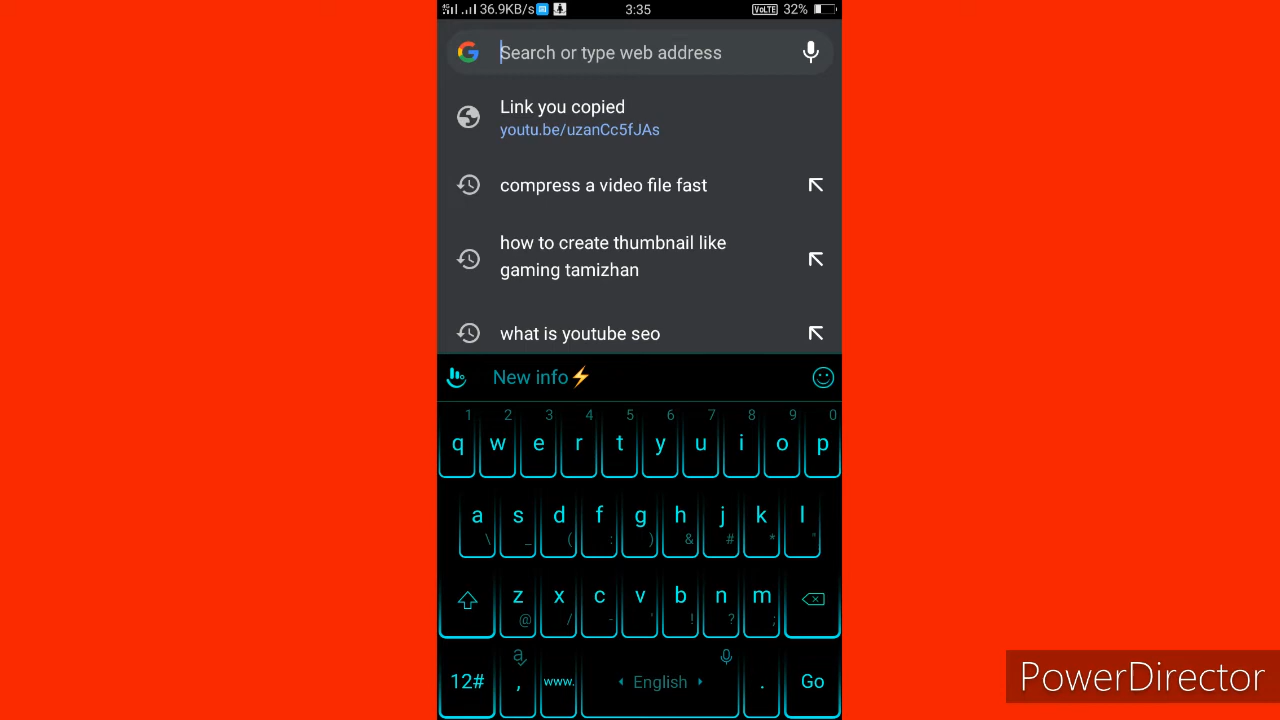 36.9KB/s 3:35 VoLTE 32%
Search or type web address
Link you copied
youtu.be/uzanCc5fJAs
compress a video file fast
how to create thumbnail like
gaming tamizhan
what is youtube seo
New info⚡
1 2 3 4 5 6 7 8 9 0
q w e r t y u i o p
a s d f g h j k l
\ _ ( : ) & # * "
z x c v b n m
@ / - ' ! ? ;
12# , www. English . Go
PowerDirector